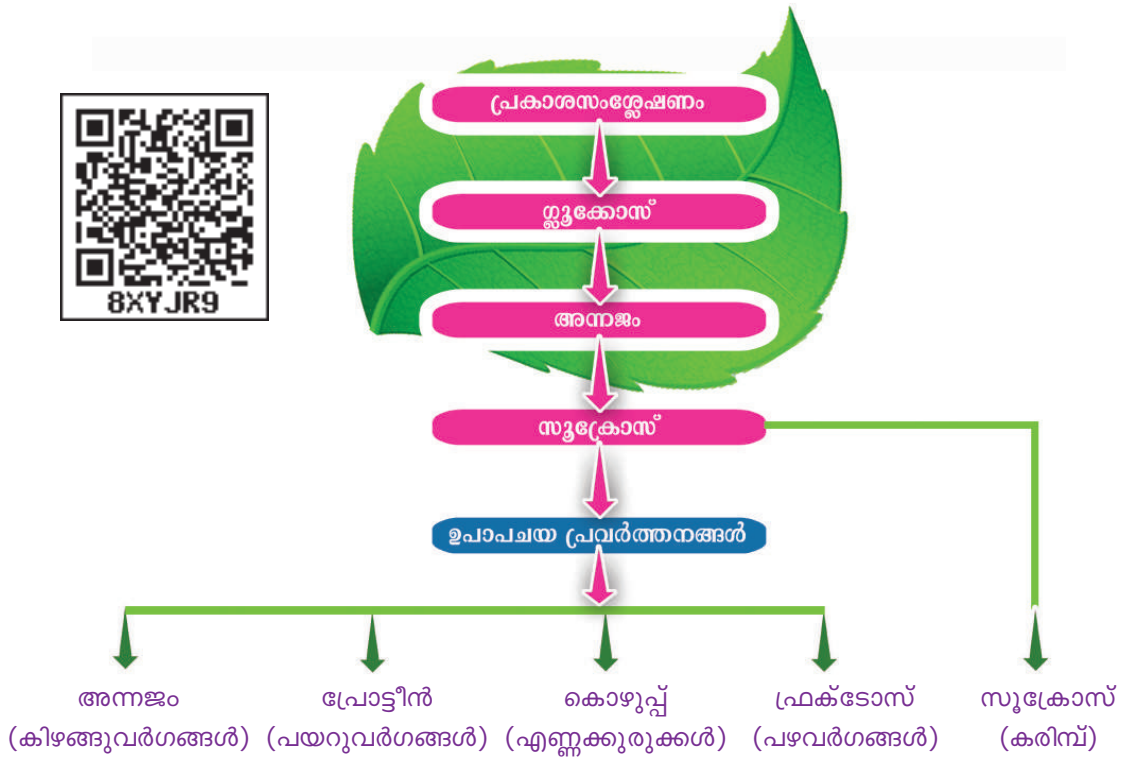 പ്രകാശസംശ്ലേഷണം
8XYJR9
ഗ്ലൂക്കോസ്
അന്നജം
സൂക്രോസ്
ഉപാപചയ പ്രവർത്തനങ്ങൾ
അന്നജം പ്രോട്ടീൻ കൊഴുപ്പ് ഫ്രക്ടോസ് സൂക്രോസ്
(കിഴങ്ങുവർഗങ്ങൾ) (പയറുവർഗങ്ങൾ) (എണ്ണക്കുരുക്കൾ) (പഴവർഗങ്ങൾ) (കരിമ്പ്)